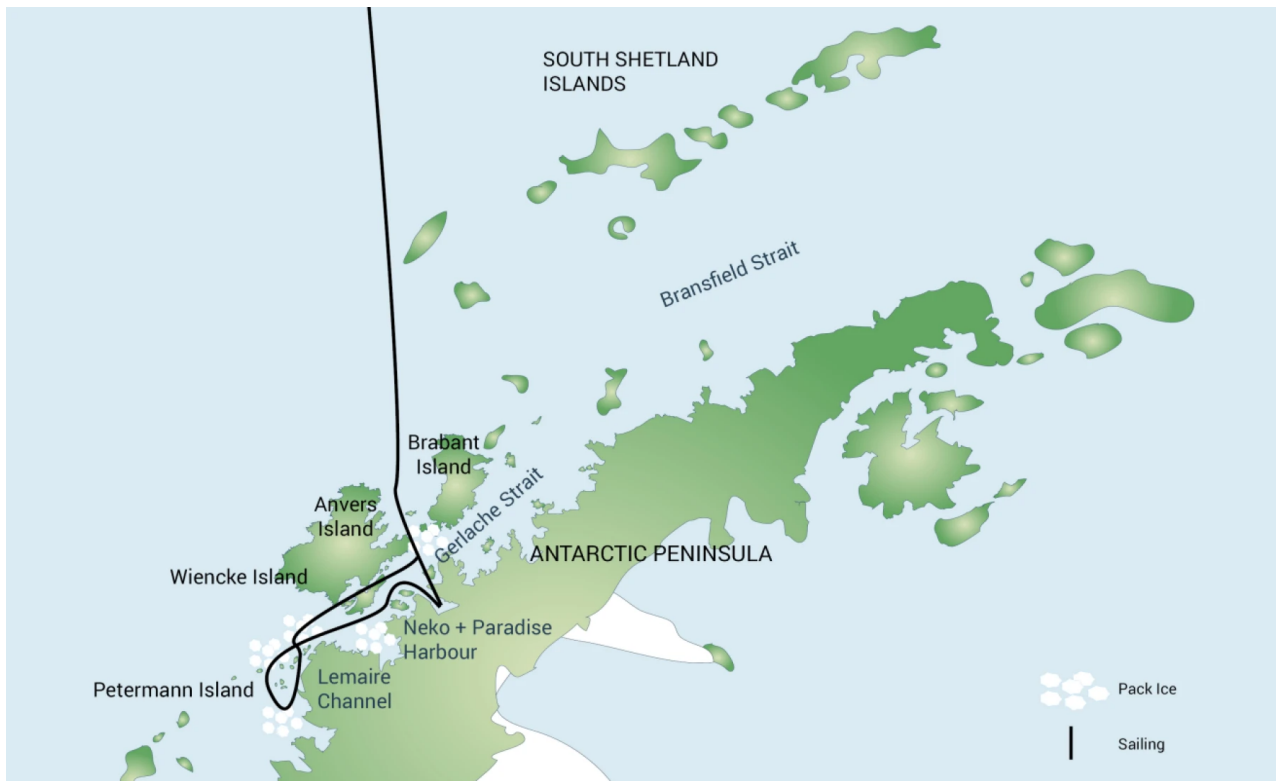 SOUTH SHETLAND
ISLANDS
Bransfield Strait
Brabant
Island
Gerlache Strait
Anvers
Island
ANTARCTIC PENINSULA
Wiencke Island
Neko + Paradise
Harbour
Lemaire
Channel
Petermann Island
Pack Ice
Sailing